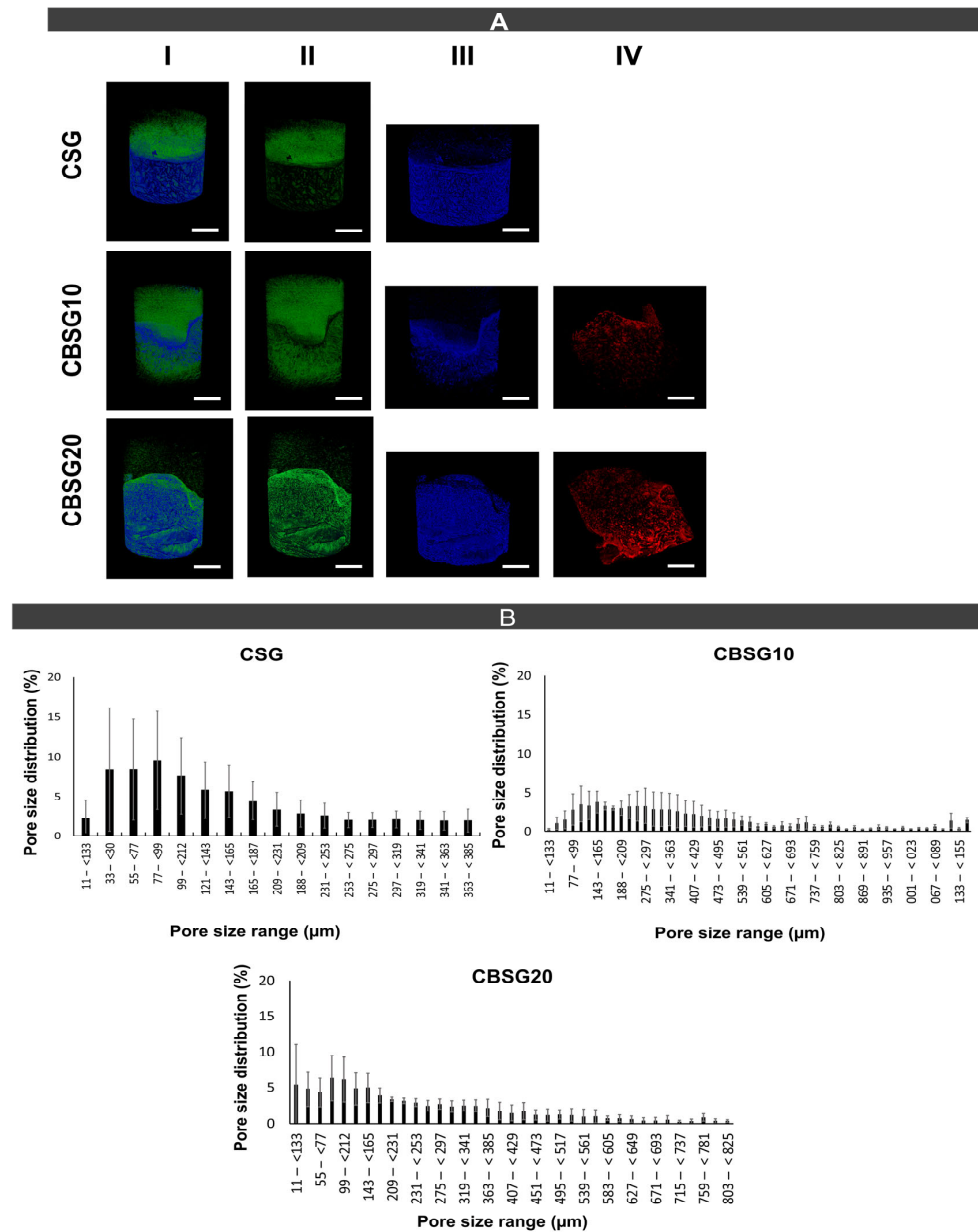 A
I II III IV
CSG
CBSG10
CBSG20
B
CSG
Pore size distribution (%)
20
15
10
5
0
11 – <133
33 – <30
55 – <77
77 – <99
99 – <212
121 – <143
143 – <165
165 – <187
209 – <231
188 – <209
231 – < 253
253 – < 275
275 – < 297
297 – < 319
319 – < 341
341 – < 363
353 – < 385
Pore size range (µm)
CBSG10
Pore size distribution (%)
20
15
10
5
0
11 – <133
77 – <99
143 – <165
188 – <209
275 – < 297
341 – < 363
407 – < 429
473 – < 495
539 – < 561
605 – < 627
671 – < 693
737 – < 759
803 – < 825
869 – < 891
935 – < 957
001 – < 023
067 – < 089
133 – < 155
Pore size range (µm)
CBSG20
Pore size distribution (%)
20
15
10
5
0
11 – <133
55 – <77
99 – <212
143 – <165
209 – <231
231 – < 253
275 – < 297
319 – < 341
363 – < 385
407 – < 429
451 – < 473
495 – < 517
539 – < 561
583 – < 605
627 – < 649
671 – < 693
715 – < 737
759 – < 781
803 – < 825
Pore size range (µm)